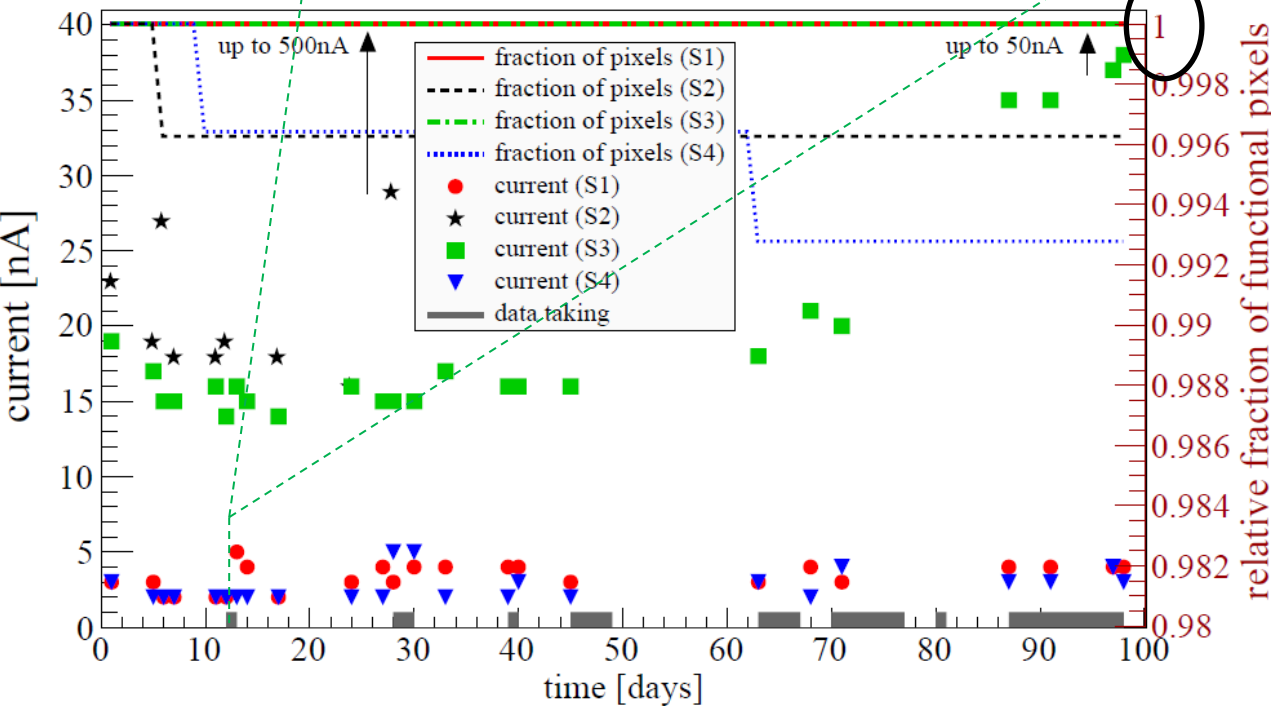 up to 500nA
up to 50nA
fraction of pixels (S1)
fraction of pixels (S2)
fraction of pixels (S3)
fraction of pixels (S4)
current (S1)
current (S2)
current (S3)
current (S4)
data taking
current [nA]
40
35
30
25
20
15
10
5
0
0 10 20 30 40 50 60 70 80 90 100
time [days]
1
0.998
0.996
0.994
0.992
0.99
0.988
0.986
0.984
0.982
0.98
relative fraction of functional pixels